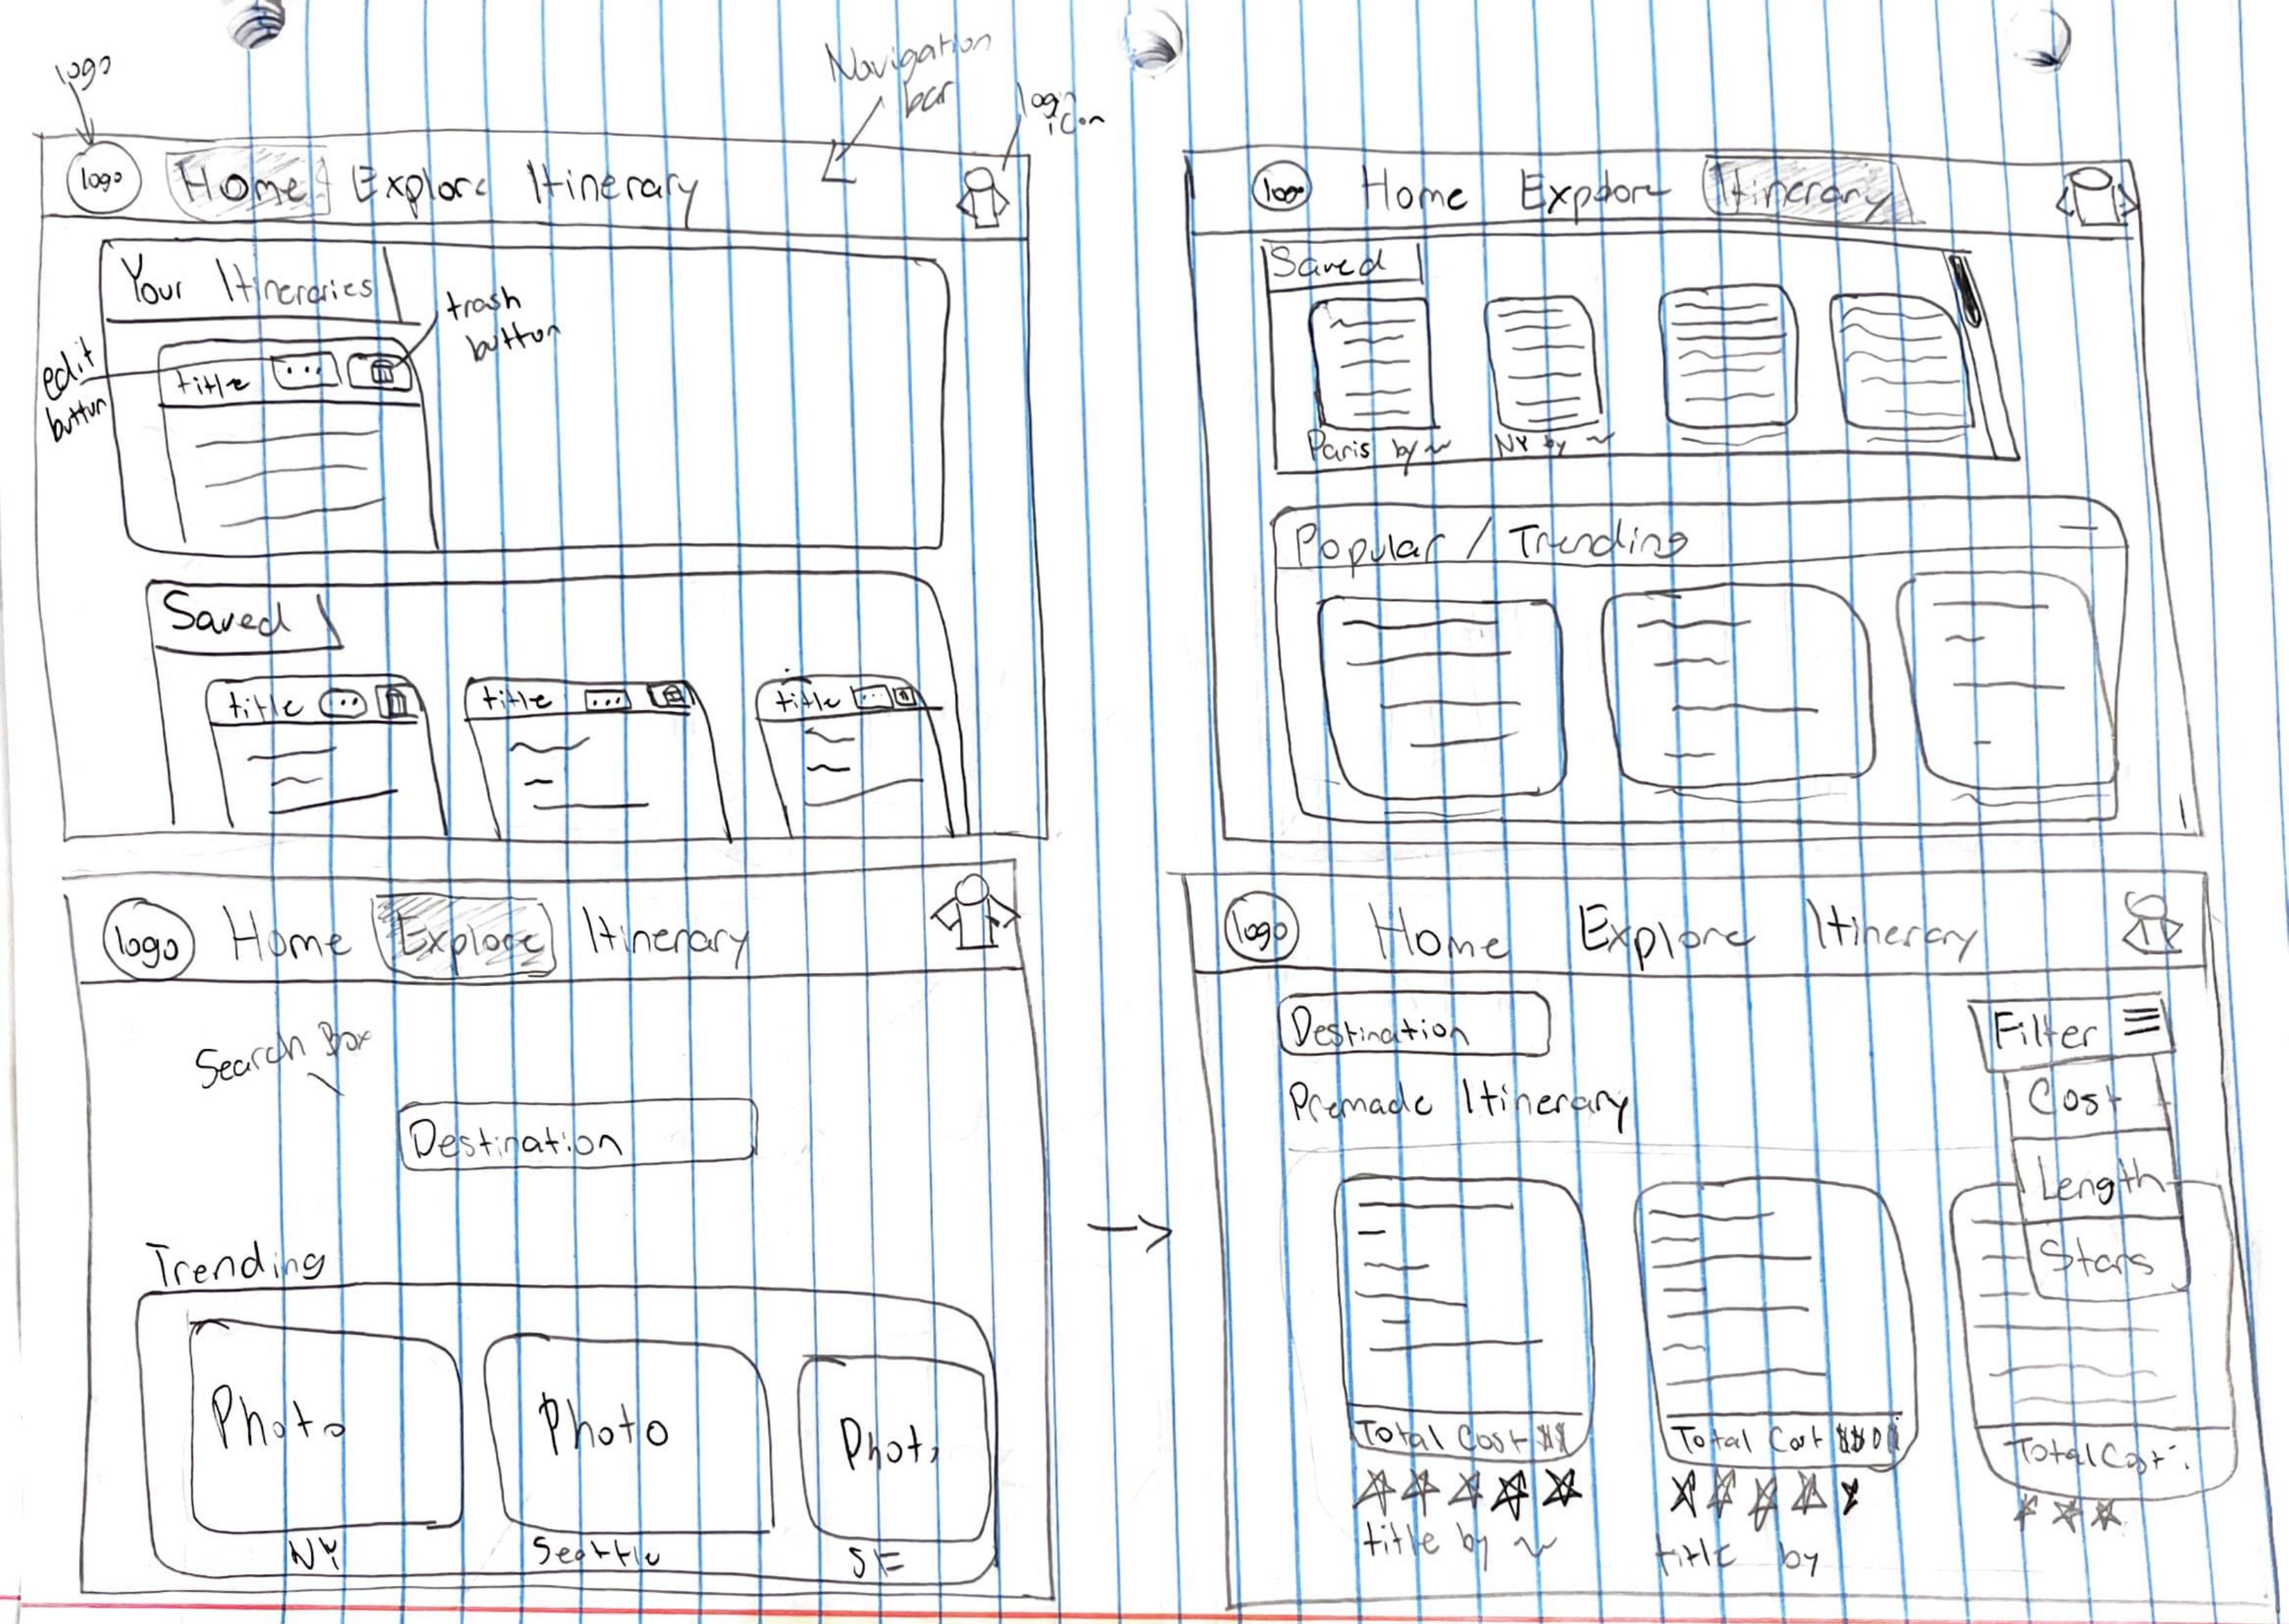 logo
Navigation
bar
login
icon
logo Home Explore Itinerary
Your Itineraries
trash
button
edit
button
title ...
Saved
title ...
title ...
title ...
logo Home Explore Itinerary
Saved
Paris by ~
NY by ~
Popular / Trending
logo Home Explore Itinerary
Search Box
Destination
Trending
Photo
Photo
Photo
NY
Seattle
SF
logo Home Explore Itinerary
Destination
Filter
Cost
Length
Stars
Premade Itinerary
Total Cost $$
Total Cost
Total Cost:
title by ~
title by